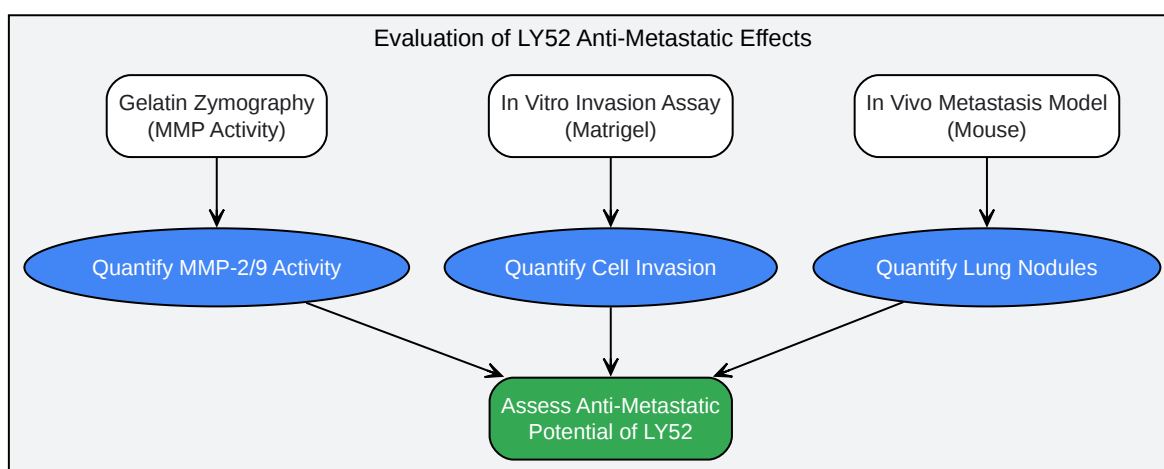 Evaluation of LY52 Anti-Metastatic Effects
Gelatin Zymography
(MMP Activity)
In Vitro Invasion Assay
(Matrigel)
In Vivo Metastasis Model
(Mouse)
Quantify MMP-2/9 Activity
Quantify Cell Invasion
Quantify Lung Nodules
Assess Anti-Metastatic
Potential of LY52